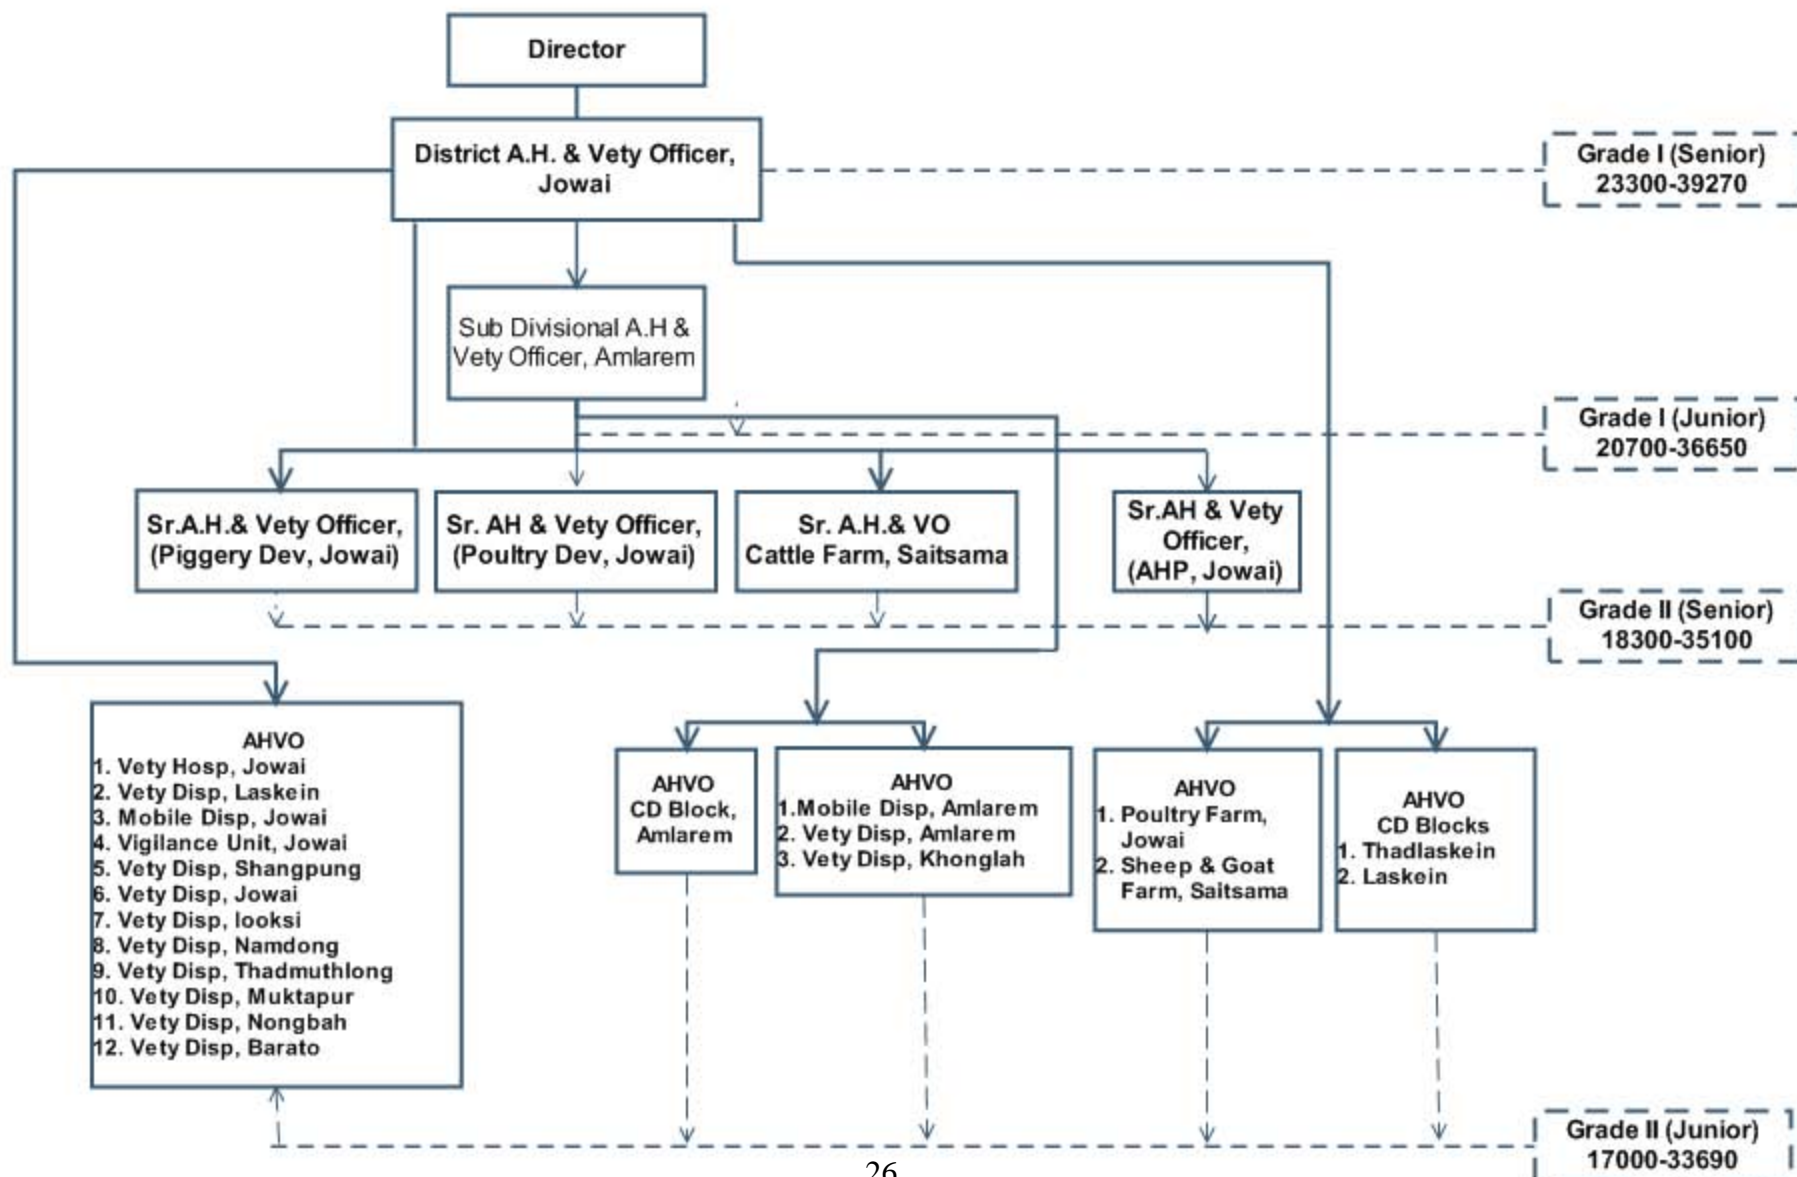 Director
District A.H. & Vety Officer,
Jowai
Grade I (Senior)
23300-39270
Sub Divisional A.H &
Vety Officer, Amlarem
Grade I (Junior)
20700-36650
Sr.A.H.& Vety Officer,
(Piggery Dev, Jowai)
Sr. AH & Vety Officer,
(Poultry Dev, Jowai)
Sr. A.H.& VO
Cattle Farm, Saitsama
Sr.AH & Vety
Officer,
(AHP, Jowai)
Grade II (Senior)
18300-35100
AHVO
1. Vety Hosp, Jowai
2. Vety Disp, Laskein
3. Mobile Disp, Jowai
4. Vigilance Unit, Jowai
5. Vety Disp, Shangpung
6. Vety Disp, Jowai
7. Vety Disp, Iooksi
8. Vety Disp, Namdong
9. Vety Disp, Thadmuthlong
10. Vety Disp, Muktapur
11. Vety Disp, Nongbah
12. Vety Disp, Barato
AHVO
CD Block,
Amlarem
AHVO
1.Mobile Disp, Amlarem
2. Vety Disp, Amlarem
3. Vety Disp, Khonglah
AHVO
1. Poultry Farm,
Jowai
2. Sheep & Goat
Farm, Saitsama
AHVO
CD Blocks
1. Thadlaskein
2. Laskein
Grade II (Junior)
17000-33690
26